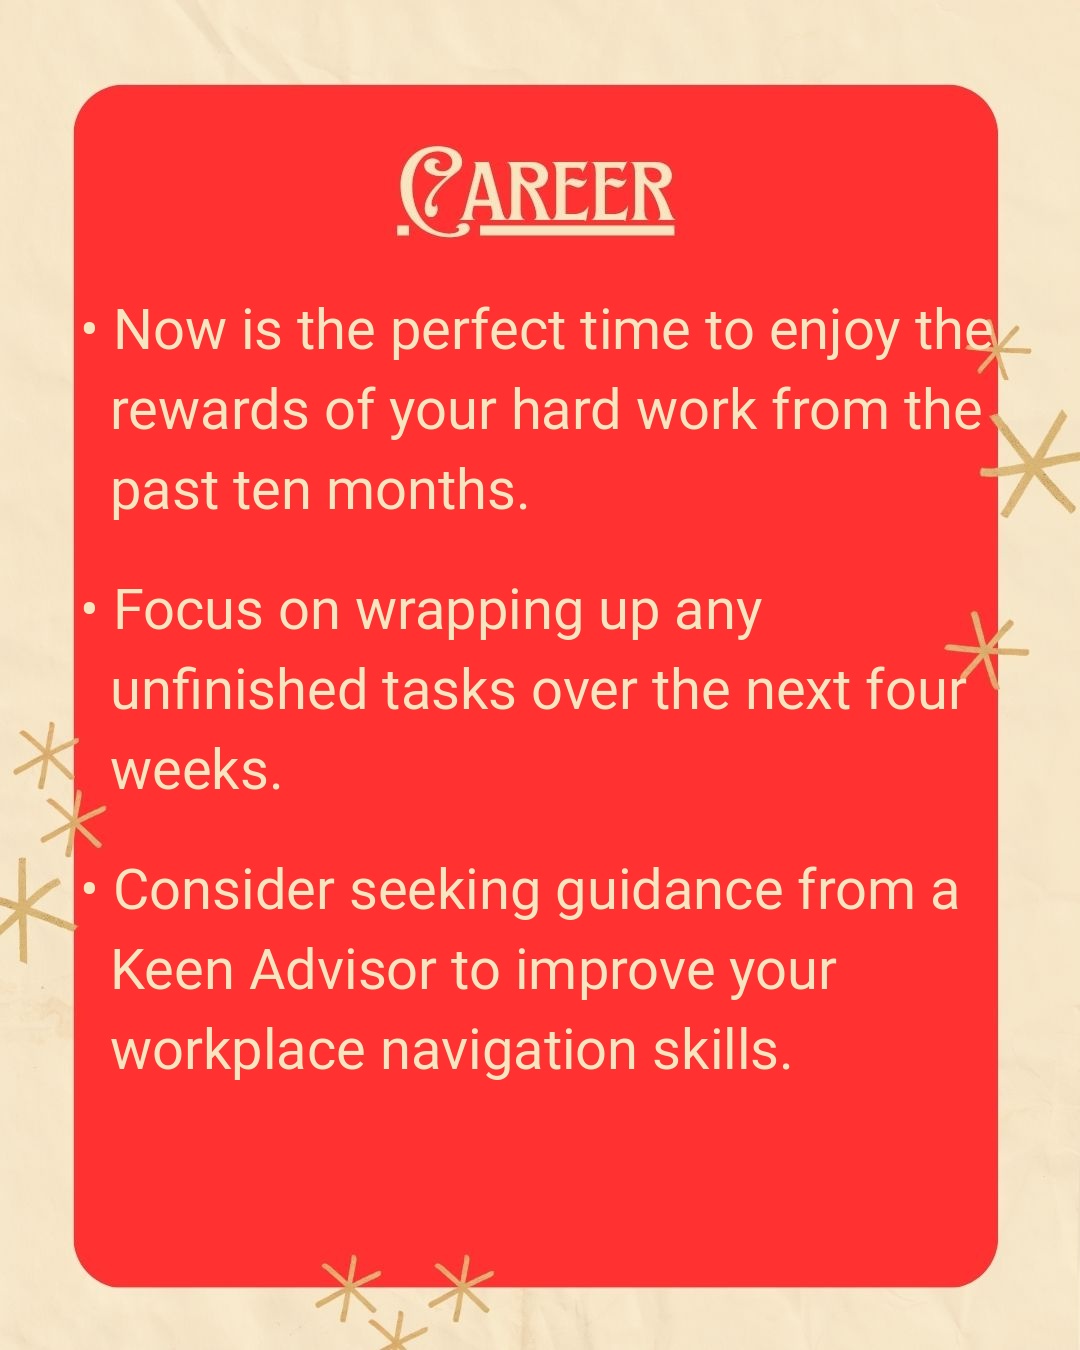 Career
• Now is the perfect time to enjoy the
rewards of your hard work from the
past ten months.
• Focus on wrapping up any
unfinished tasks over the next four
weeks.
• Consider seeking guidance from a
Keen Advisor to improve your
workplace navigation skills.